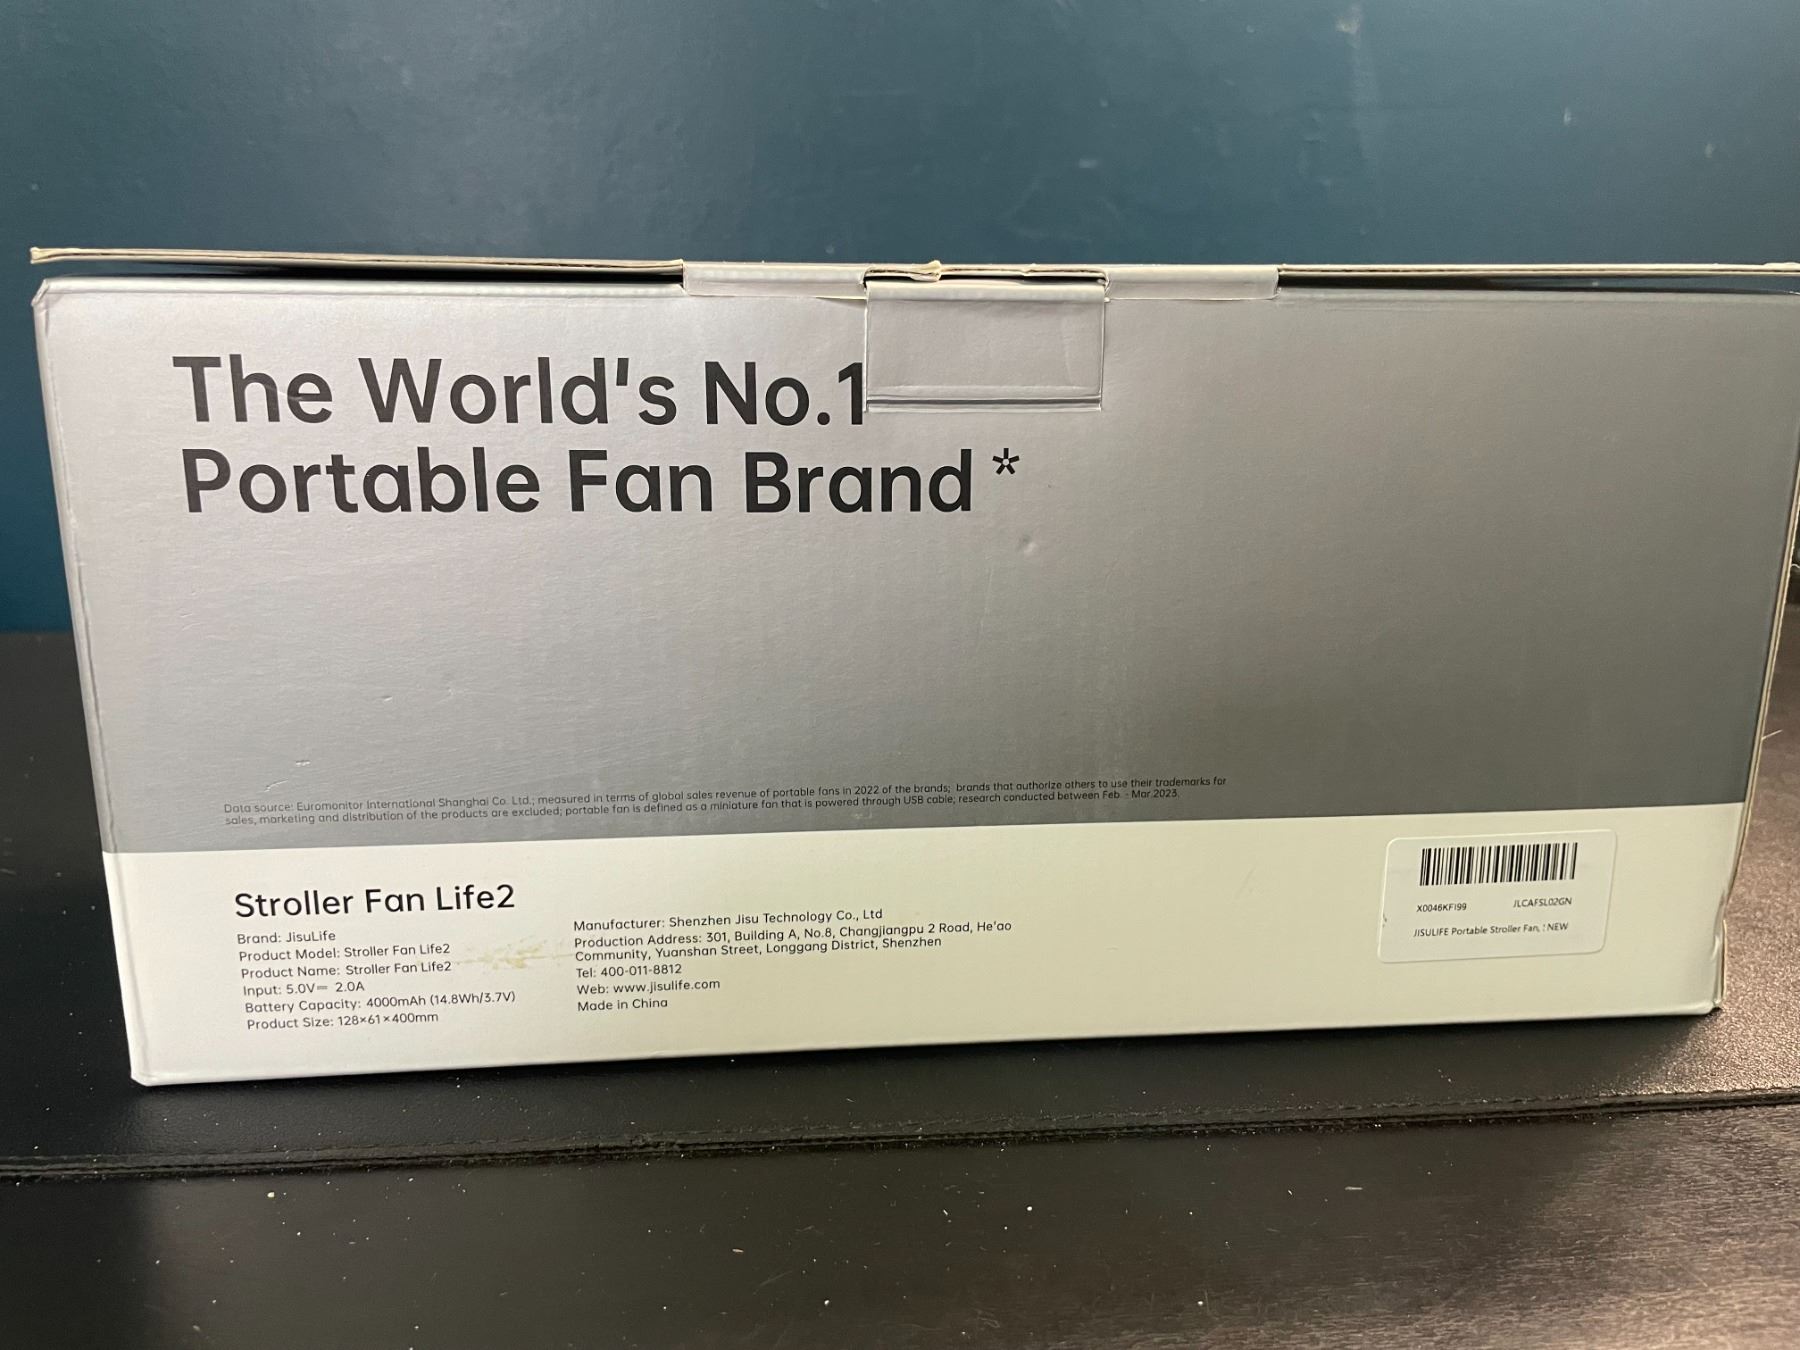 The World's No.1
Portable Fan Brand *
Data source: Euromonitor International Shanghai Co. Ltd.; measured in terms of global sales revenue of portable fans in 2022 of the brands; brands that authorize others to use their trademarks for
sales, marketing and distribution of the products are excluded; portable fan is defined as a miniature fan that is powered through USB cable; research conducted between Feb. - Mar.2023.
Stroller Fan Life2
Brand: JisuLife
Product Model: Stroller Fan Life2
Product Name: Stroller Fan Life2
Input: 5.0V⎓ 2.0A
Battery Capacity: 4000mAh (14.8Wh/3.7V)
Product Size: 128×61×400mm
Manufacturer: Shenzhen Jisu Technology Co., Ltd
Production Address: 301, Building A, No.8, Changjiangpu 2 Road, He'ao
Community, Yuanshan Street, Longgang District, Shenzhen
Tel: 400-011-8812
Web: www.jisulife.com
Made in China
X0046KFI99 JLCAFSL02GN
JISULIFE Portable Stroller Fan, : NEW